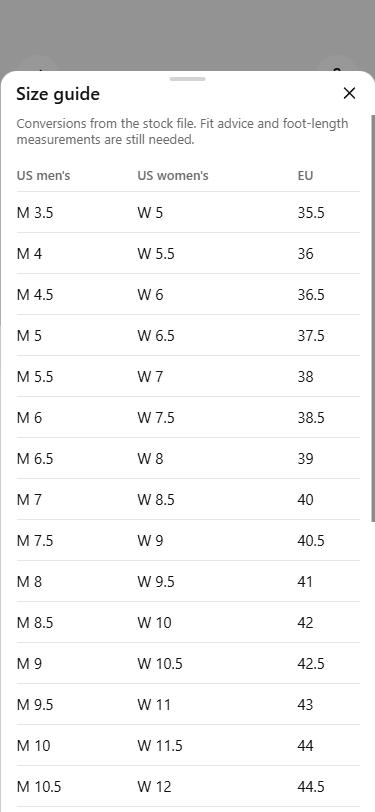 Size guide
Conversions from the stock file. Fit advice and foot-length
measurements are still needed.
US men's US women's EU
M 3.5 W 5 35.5
M 4 W 5.5 36
M 4.5 W 6 36.5
M 5 W 6.5 37.5
M 5.5 W 7 38
M 6 W 7.5 38.5
M 6.5 W 8 39
M 7 W 8.5 40
M 7.5 W 9 40.5
M 8 W 9.5 41
M 8.5 W 10 42
M 9 W 10.5 42.5
M 9.5 W 11 43
M 10 W 11.5 44
M 10.5 W 12 44.5